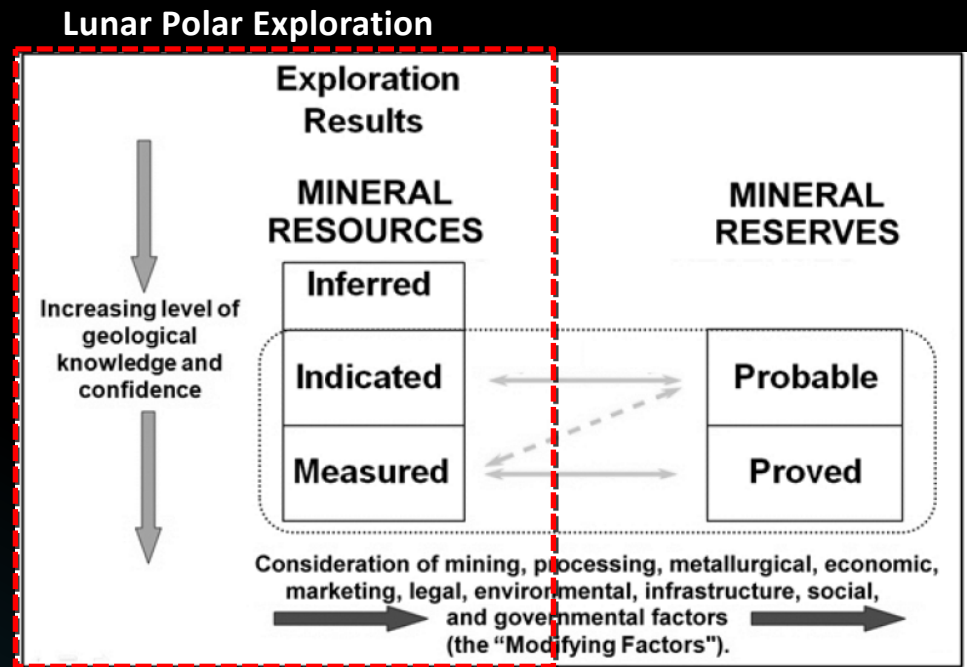 Lunar Polar Exploration
Exploration
Results
MINERAL
RESOURCES
MINERAL
RESERVES
Inferred
Increasing level of
geological
knowledge and
confidence
Indicated
Probable
Measured
Proved
Consideration of mining, processing, metallurgical, economic,
marketing, legal, environmental, infrastructure, social,
and governmental factors
(the “Modifying Factors").